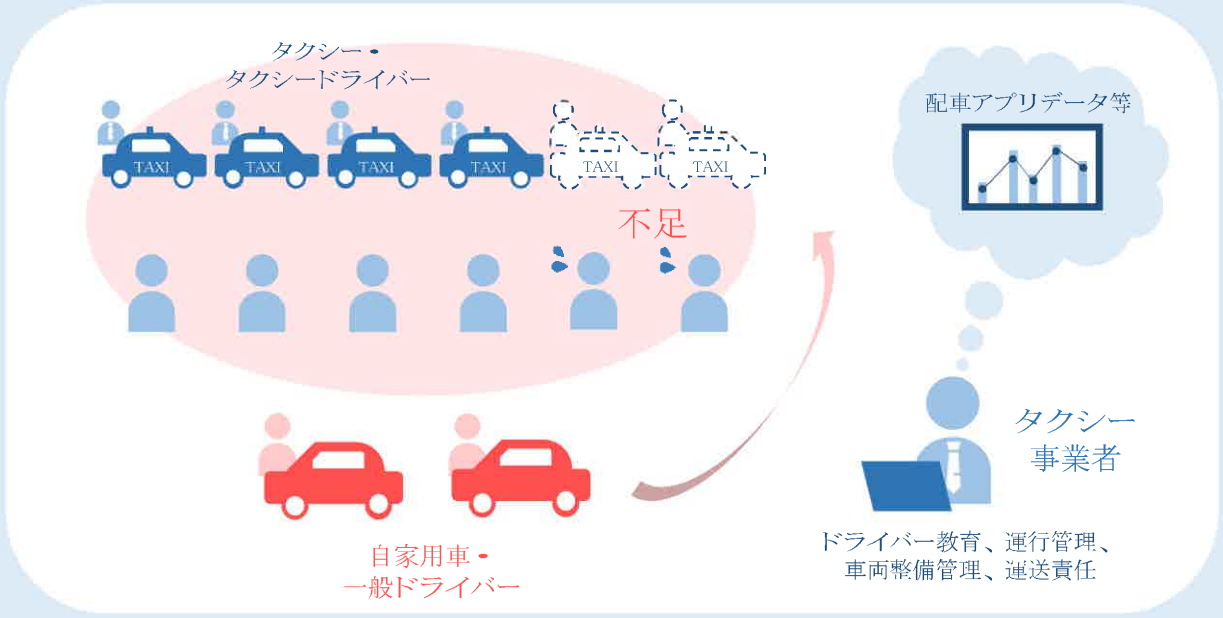 タクシー・
タクシードライバー
TAXI
TAXI
TAXI
TAXI
TAXI
TAXI
不足
自家用車・
一般ドライバー
配車アプリデータ等
タクシー
事業者
ドライバー教育、運行管理、
車両整備管理、運送責任